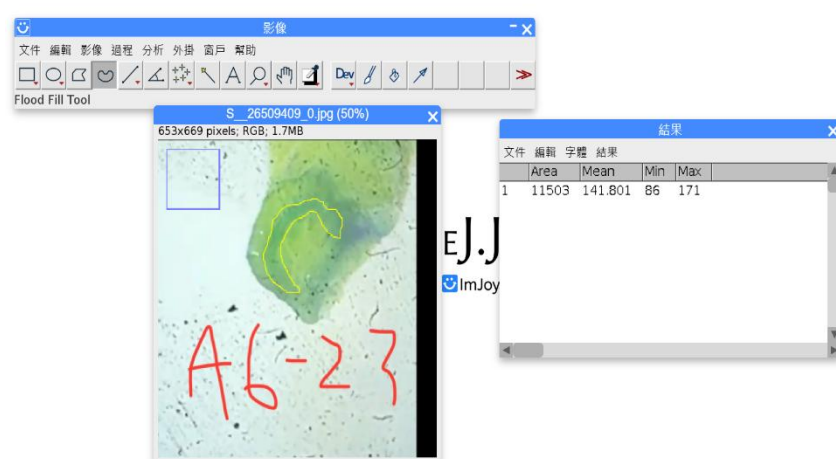 影像
文件 編輯 影像 過程 分析 外掛 窗戶 幫助
Dev
Flood Fill Tool
S__26509409_0.jpg (50%)
653x669 pixels; RGB; 1.7MB
A6-23
EJ.J
ImJoy
結果
文件 編輯 字體 結果
Area Mean Min Max
1 11503 141.801 86 171